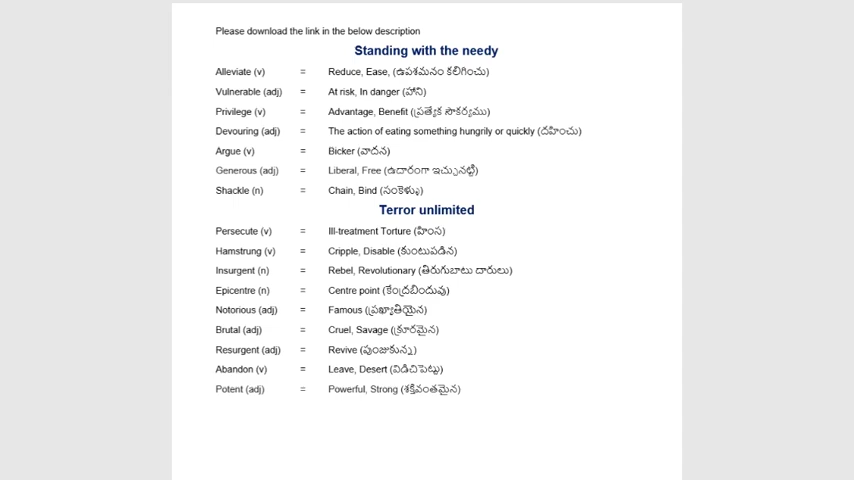 Please download the link in the below description
Standing with the needy
Alleviate (v) = Reduce, Ease, (ఉపశమనం కలిగించు)
Vulnerable (adj) = At risk, In danger (హాని)
Privilege (v) = Advantage, Benefit (ప్రత్యేక సౌకర్యము)
Devouring (adj) = The action of eating something hungrily or quickly (దహించు)
Argue (v) = Bicker (వాదన)
Generous (adj) = Liberal, Free (ఉదారంగా ఇచ్చునట్టి)
Shackle (n) = Chain, Bind (సంకెళ్ళు)
Terror unlimited
Persecute (v) = Ill-treatment Torture (హింస)
Hamstrung (v) = Cripple, Disable (కుంటుపడిన)
Insurgent (n) = Rebel, Revolutionary (తిరుగుబాటు దారులు)
Epicentre (n) = Centre point (కేంద్రబిందువు)
Notorious (adj) = Famous (ప్రఖ్యాతియైన)
Brutal (adj) = Cruel, Savage (క్రూరమైన)
Resurgent (adj) = Revive (పుంజుకున్న)
Abandon (v) = Leave, Desert (విడిచిపెట్టు)
Potent (adj) = Powerful, Strong (శక్తివంతమైన)